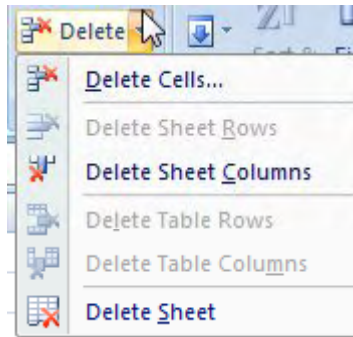 Delete
Delete Cells...
Delete Sheet Rows
Delete Sheet Columns
Delete Table Rows
Delete Table Columns
Delete Sheet